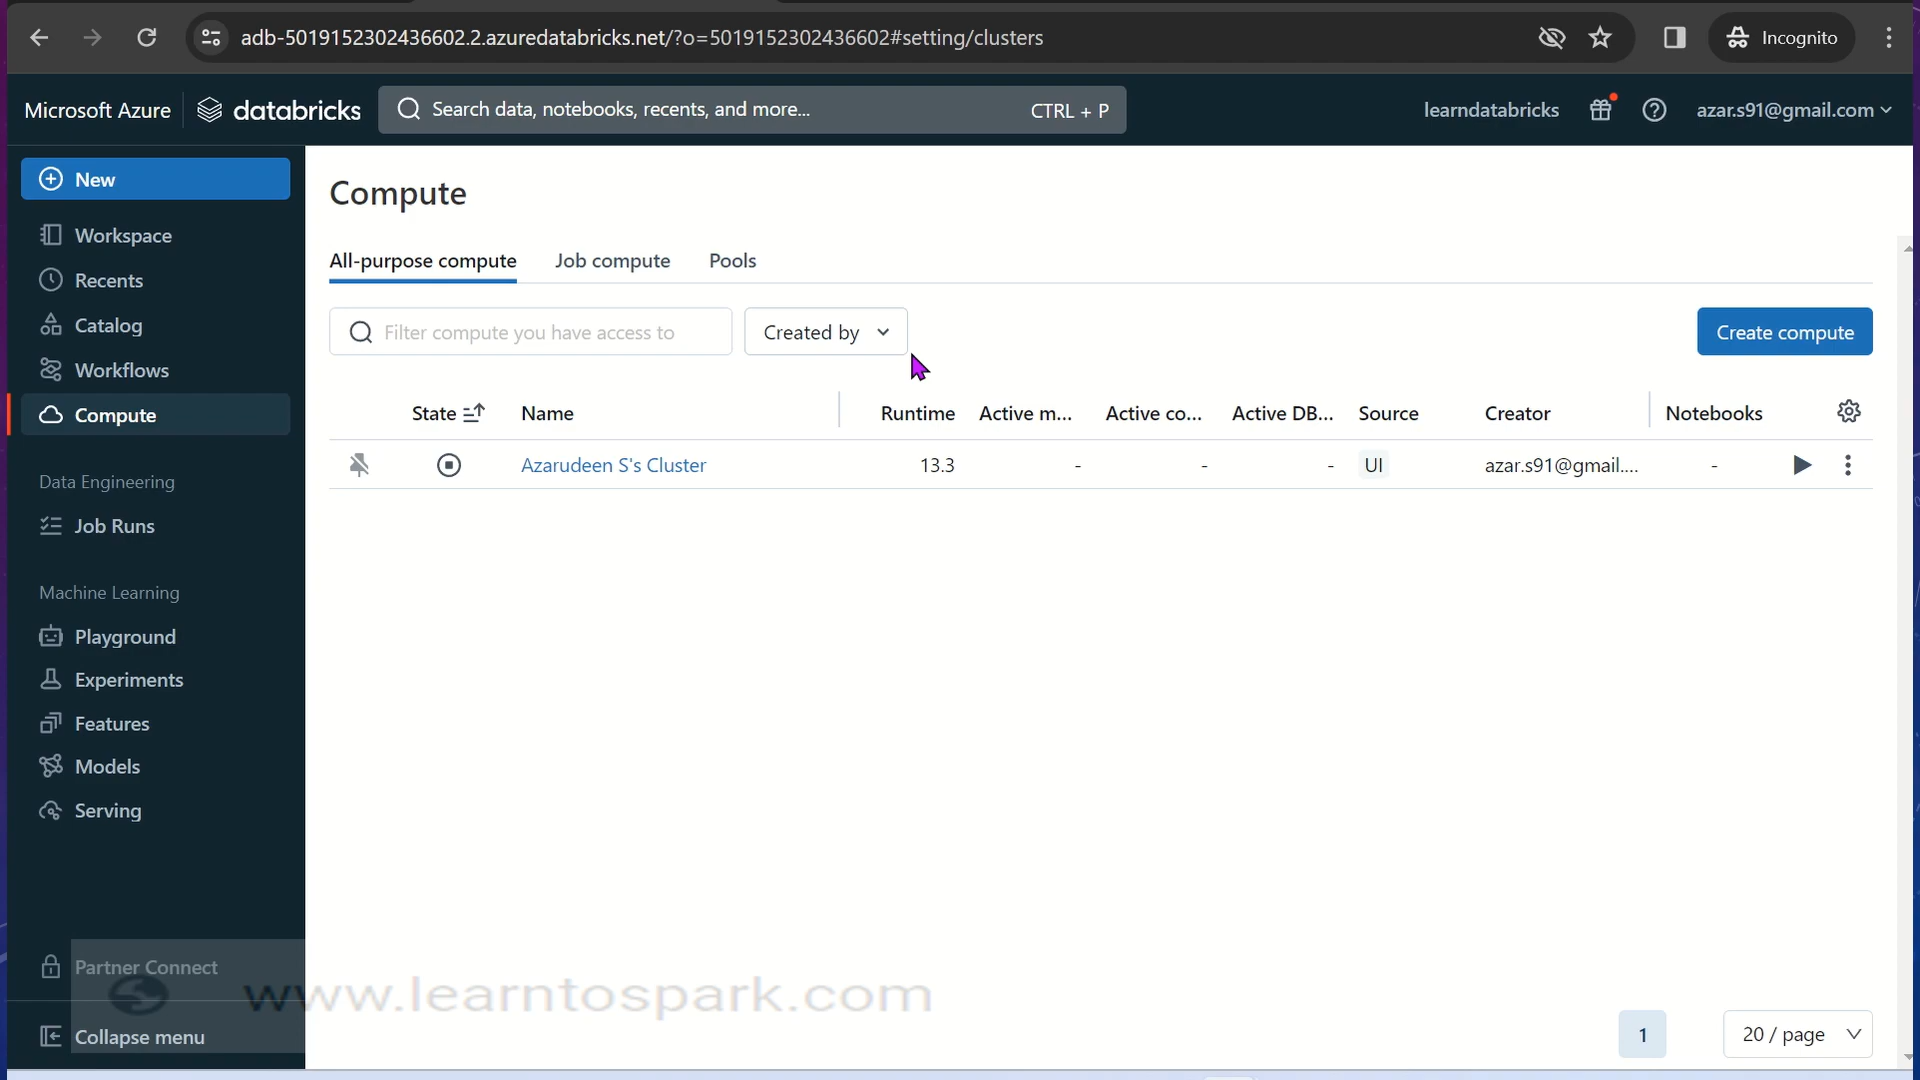 adb-5019152302436602.2.azuredatabricks.net/?o=5019152302436602#setting/clusters
Incognito
Microsoft Azure
databricks
Search data, notebooks, recents, and more...
CTRL + P
learndatabricks
azar.s91@gmail.com
New
Workspace
Recents
Catalog
Workflows
Compute
Data Engineering
Job Runs
Machine Learning
Playground
Experiments
Features
Models
Serving
Partner Connect
Collapse menu
Compute
All-purpose compute Job compute Pools
Filter compute you have access to
Created by
Create compute
State Name Runtime Active m... Active co... Active DB... Source Creator Notebooks
Azarudeen S's Cluster 13.3 - - - UI azar.s91@gmail.... -
www.learntospark.com
1
20 / page